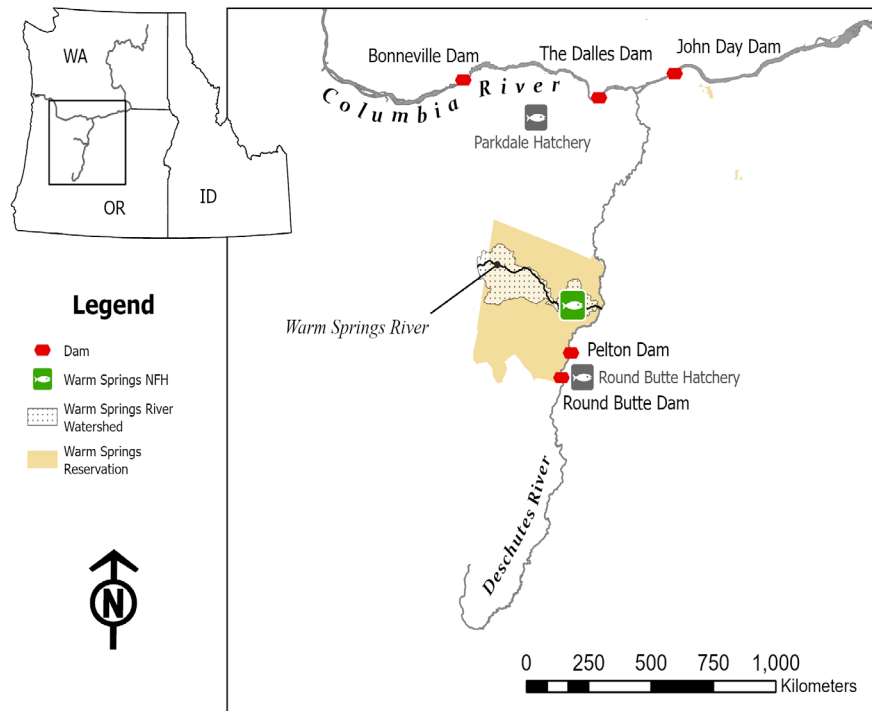 WA
OR
ID
Bonneville Dam
The Dalles Dam
John Day Dam
Columbia River
Parkdale Hatchery
Warm Springs River
Pelton Dam
Round Butte Hatchery
Round Butte Dam
Deschutes River
Legend
Dam
Warm Springs NFH
Warm Springs River
Watershed
Warm Springs
Reservation
N
0 250 500 750 1,000
Kilometers